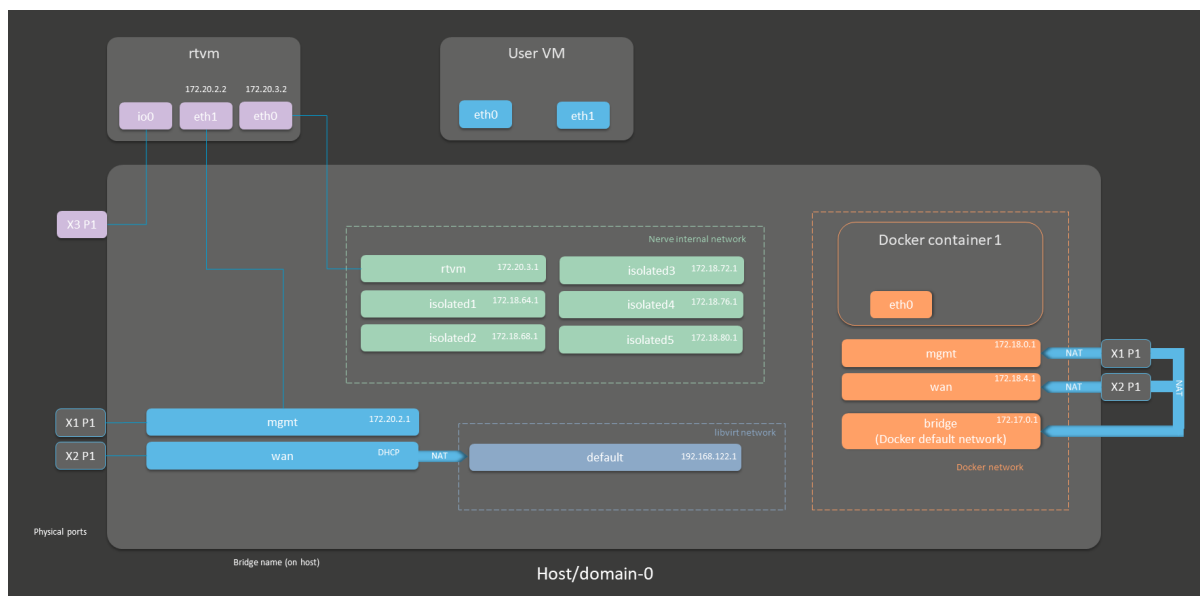 rtvm
User VM
172.20.2.2
172.20.3.2
io0
eth1
eth0
eth0
eth1
X3 P1
Nerve internal network
rtvm 172.20.3.1
isolated3 172.18.72.1
isolated1 172.18.64.1
isolated4 172.18.76.1
isolated2 172.18.68.1
isolated5 172.18.80.1
Docker container 1
eth0
mgmt 172.18.0.1
NAT
X1 P1
wan 172.18.4.1
NAT
X2 P1
NAT
bridge 172.17.0.1
(Docker default network)
Docker network
X1 P1
mgmt 172.20.2.1
X2 P1
wan DHCP
NAT
libvirt network
default 192.168.122.1
Physical ports
Bridge name (on host)
Host/domain-0